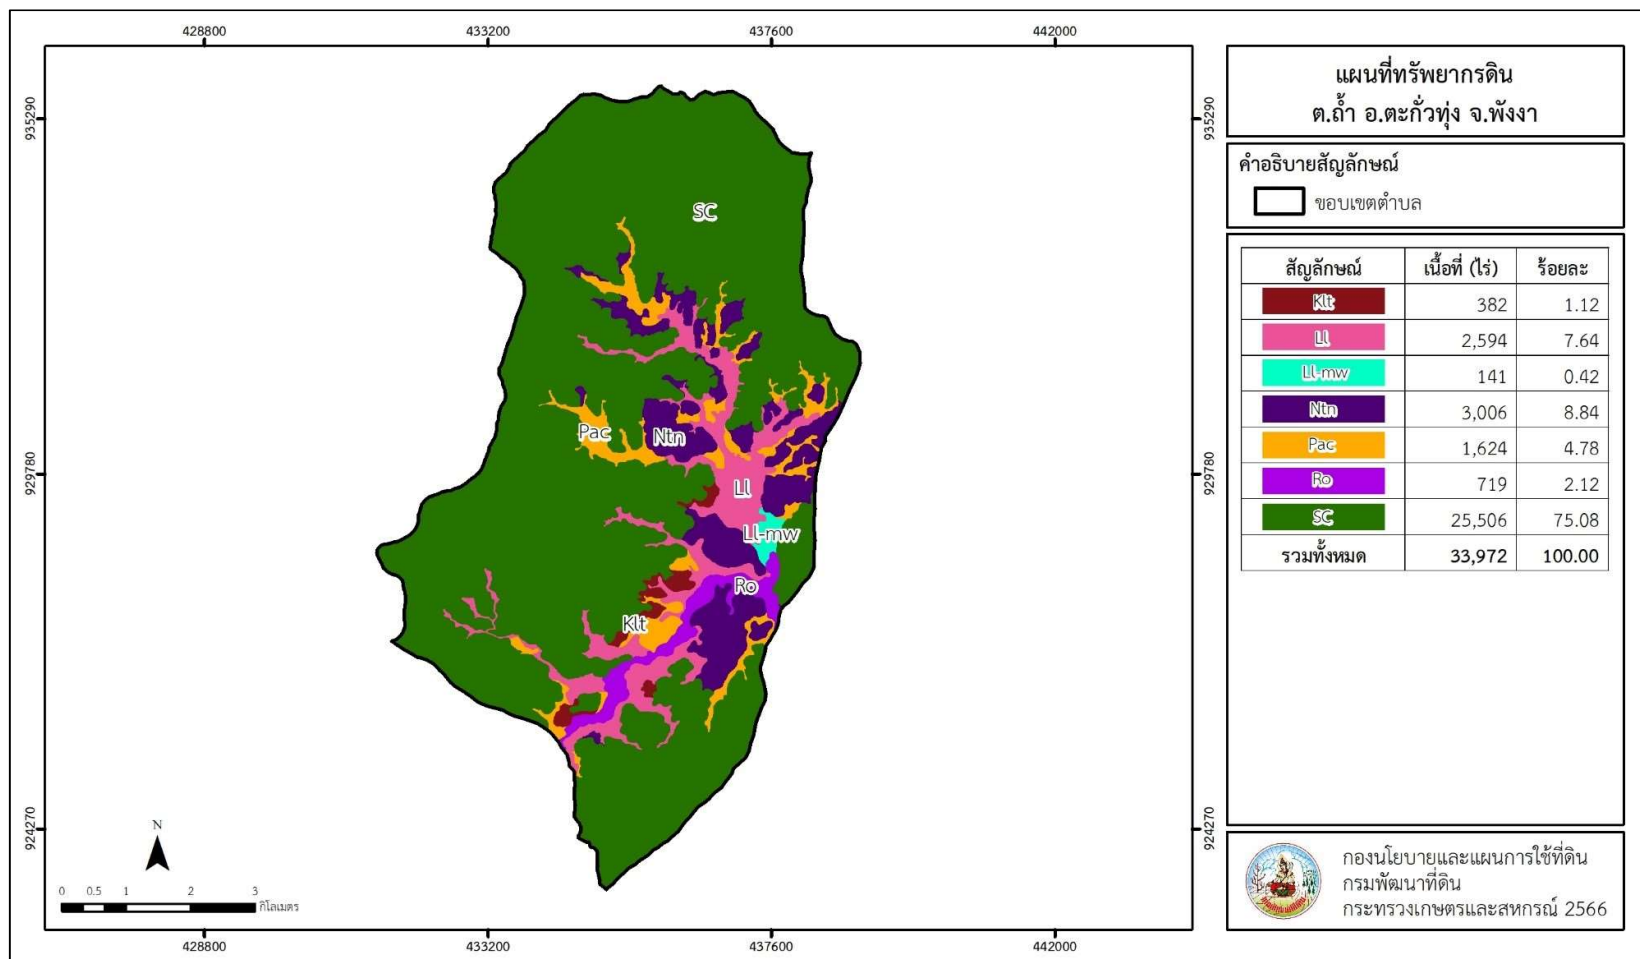 428800 433200 437600 442000
935290 935290
929780 929780
924270 924270
428800 433200 437600 442000
SC
Pac
Ntn
Ll
Ll-mw
Ro
Klt
N
0 0.5 1 2 3
กิโลเมตร
แผนที่ทรัพยากรดิน
ต.ถ้ำ อ.ตะกั่วทุ่ง จ.พังงา
คำอธิบายสัญลักษณ์
ขอบเขตตำบล
สัญลักษณ์ เนื้อที่ (ไร่) ร้อยละ
Klt 382 1.12
Ll 2,594 7.64
Ll-mw 141 0.42
Ntn 3,006 8.84
Pac 1,624 4.78
Ro 719 2.12
SC 25,506 75.08
รวมทั้งหมด 33,972 100.00
กองนโยบายและแผนการใช้ที่ดิน
กรมพัฒนาที่ดิน
กระทรวงเกษตรและสหกรณ์ 2566